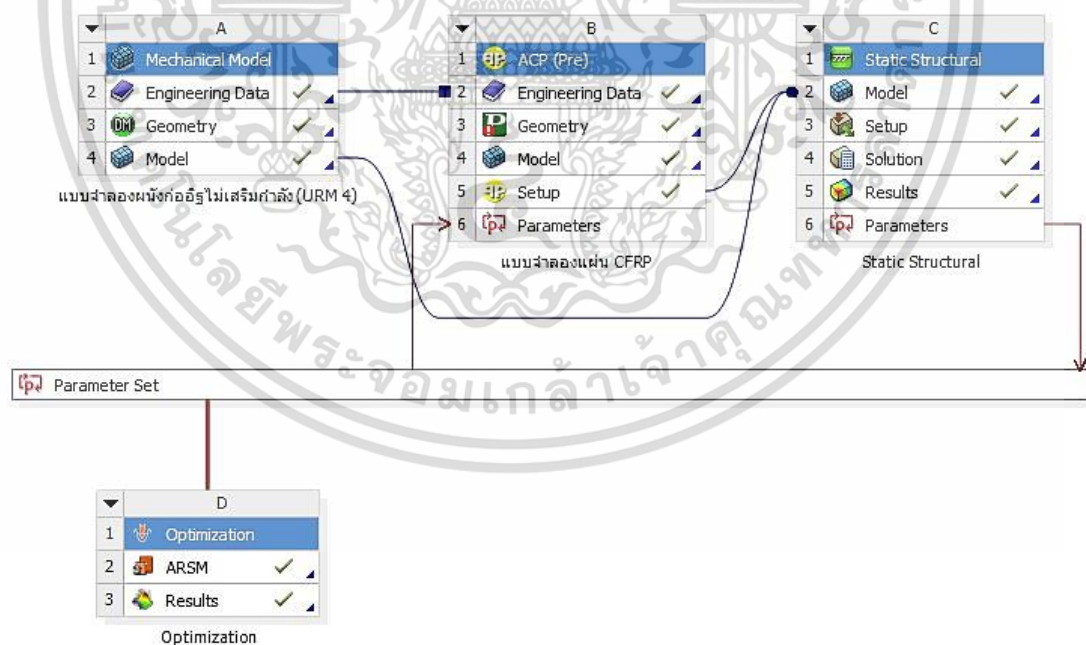 A
1 Mechanical Model
2 Engineering Data
3 DM Geometry
4 Model
แบบจำลองผนังก่ออิฐไม่เสริมกำลัง (URM 4)
B
1 ACP (Pre)
2 Engineering Data
3 P Geometry
4 Model
5 Setup
6 Parameters
แบบจำลองแผ่น CFRP
C
1 Static Structural
2 Model
3 Setup
4 Solution
5 Results
6 Parameters
Static Structural
Parameter Set
D
1 Optimization
2 ARSM
3 Results
Optimization